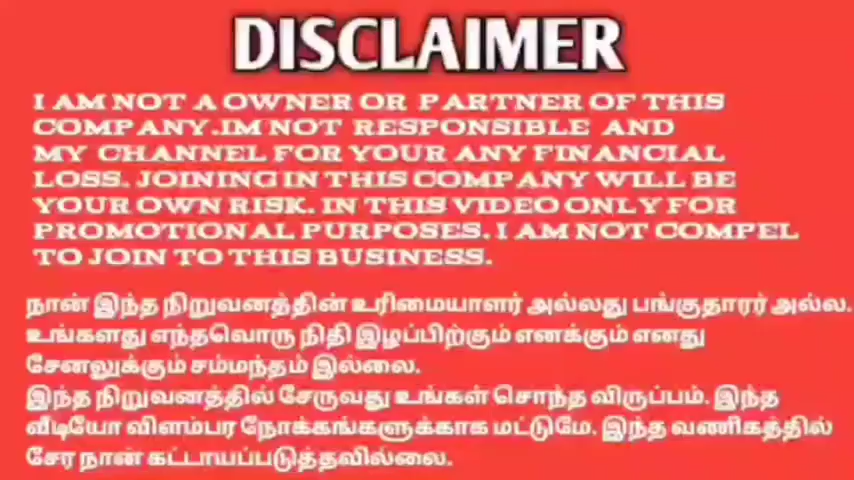 DISCLAIMER
I AM NOT A OWNER OR PARTNER OF THIS
COMPANY.IM NOT RESPONSIBLE AND
MY CHANNEL FOR YOUR ANY FINANCIAL
LOSS. JOINING IN THIS COMPANY WILL BE
YOUR OWN RISK. IN THIS VIDEO ONLY FOR
PROMOTIONAL PURPOSES. I AM NOT COMPEL
TO JOIN TO THIS BUSINESS.
நான் இந்த நிறுவனத்தின் உரிமையாளர் அல்லது பங்குதாரர் அல்ல.
உங்களது எந்தவொரு நிதி இழப்பிற்கும் எனக்கும் எனது
சேனலுக்கும் சம்மந்தம் இல்லை.
இந்த நிறுவனத்தில் சேருவது உங்கள் சொந்த விருப்பம். இந்த
வீடியோ விளம்பர நோக்கங்களுக்காக மட்டுமே. இந்த வணிகத்தில்
சேர நான் கட்டாயப்படுத்தவில்லை.